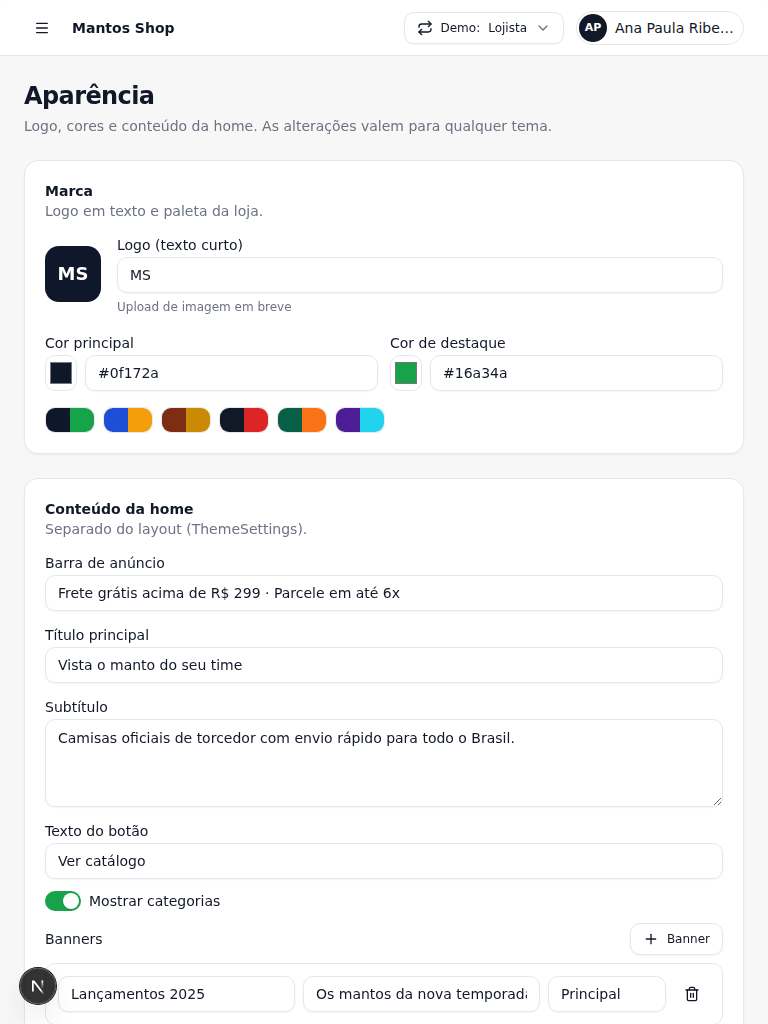 Mantos Shop
Demo: Lojista
AP
Ana Paula Ribe...
Aparência
Logo, cores e conteúdo da home. As alterações valem para qualquer tema.
Marca
Logo em texto e paleta da loja.
MS
Logo (texto curto)
MS
Upload de imagem em breve
Cor principal
#0f172a
Cor de destaque
#16a34a
Conteúdo da home
Separado do layout (ThemeSettings).
Barra de anúncio
Frete grátis acima de R$ 299 · Parcele em até 6x
Título principal
Vista o manto do seu time
Subtítulo
Camisas oficiais de torcedor com envio rápido para todo o Brasil.
Texto do botão
Ver catálogo
Mostrar categorias
Banners
Banner
N
Lançamentos 2025
Os mantos da nova temporada
Principal